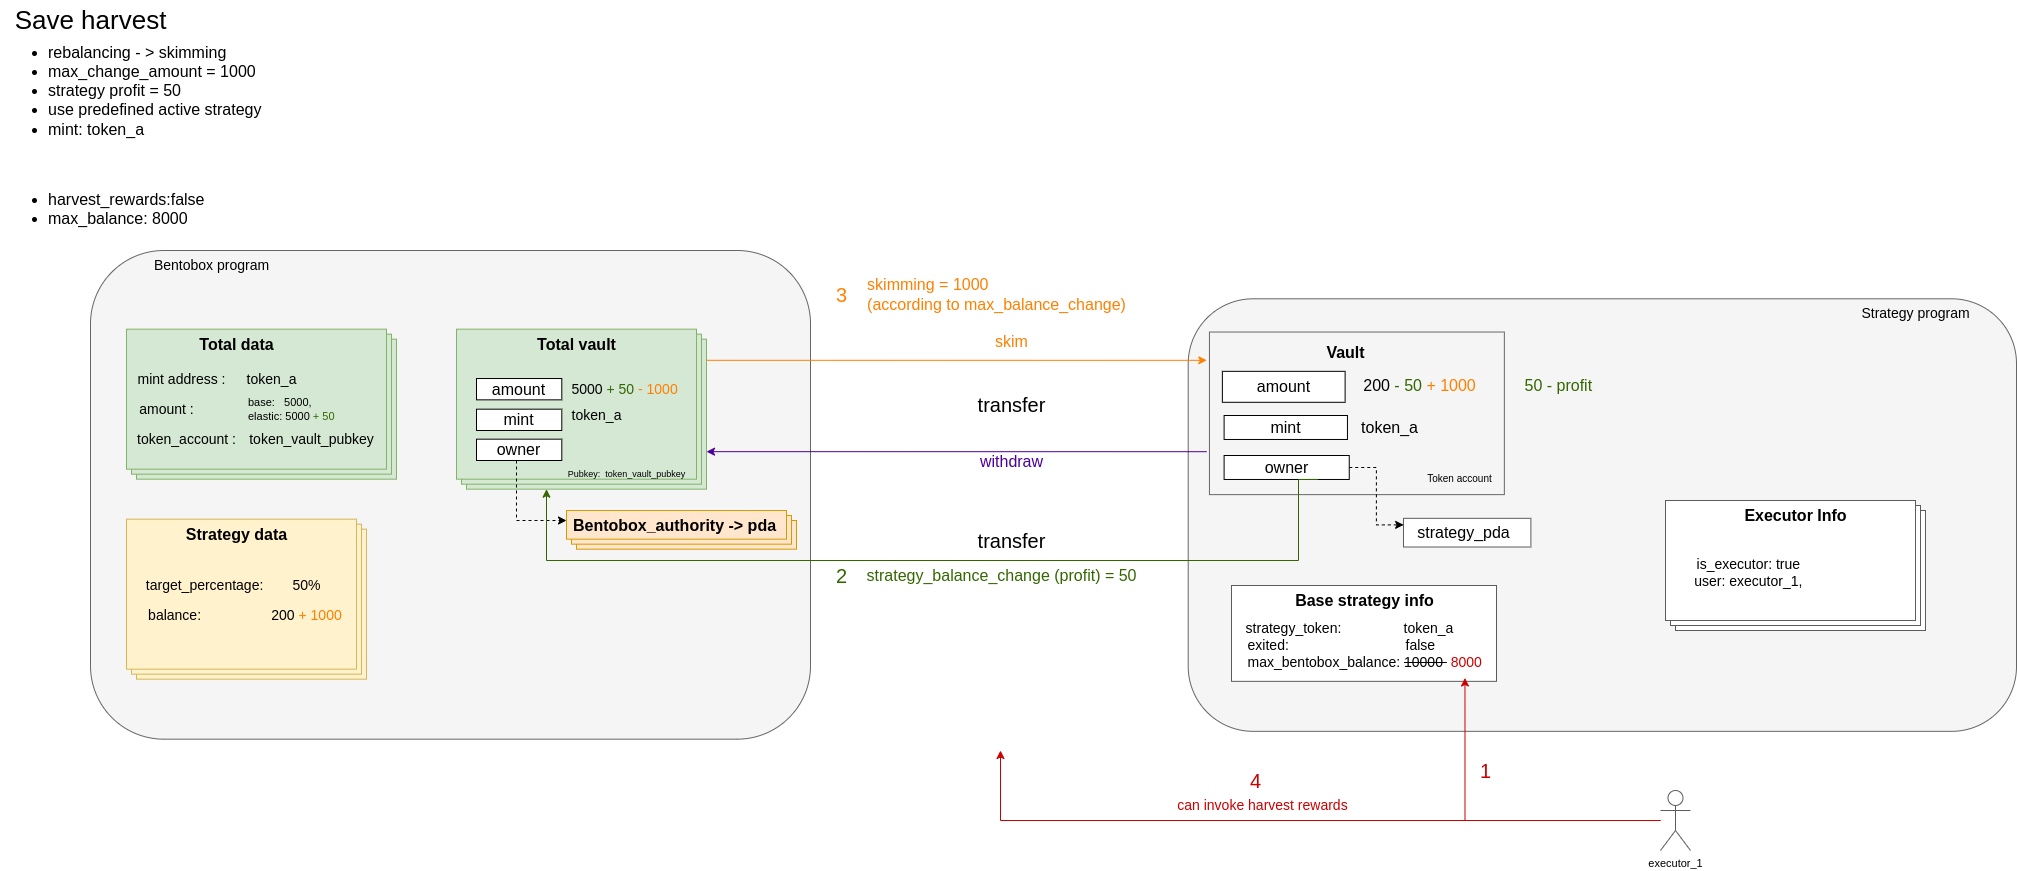 Save harvest
rebalancing - > skimming
max_change_amount = 1000
strategy profit = 50
use predefined active strategy
mint: token_a
harvest_rewards:false
max_balance: 8000
Bentobox program
Total data
mint address : token_a
amount : base: 5000,
elastic: 5000 + 50
token_account : token_vault_pubkey
Total vault
amount 5000 + 50 - 1000
mint token_a
owner
Pubkey: token_vault_pubkey
Bentobox_authority -> pda
Strategy data
target_percentage: 50%
balance: 200 + 1000
3 skimming = 1000
(according to max_balance_change)
skim
transfer
withdraw
transfer
2 strategy_balance_change (profit) = 50
Strategy program
Vault
amount 200 - 50 + 1000 50 - profit
mint token_a
owner
Token account
strategy_pda
Base strategy info
strategy_token: token_a
exited: false
max_bentobox_balance: 10000 8000
Executor Info
is_executor: true
user: executor_1,
1
4
can invoke harvest rewards
executor_1